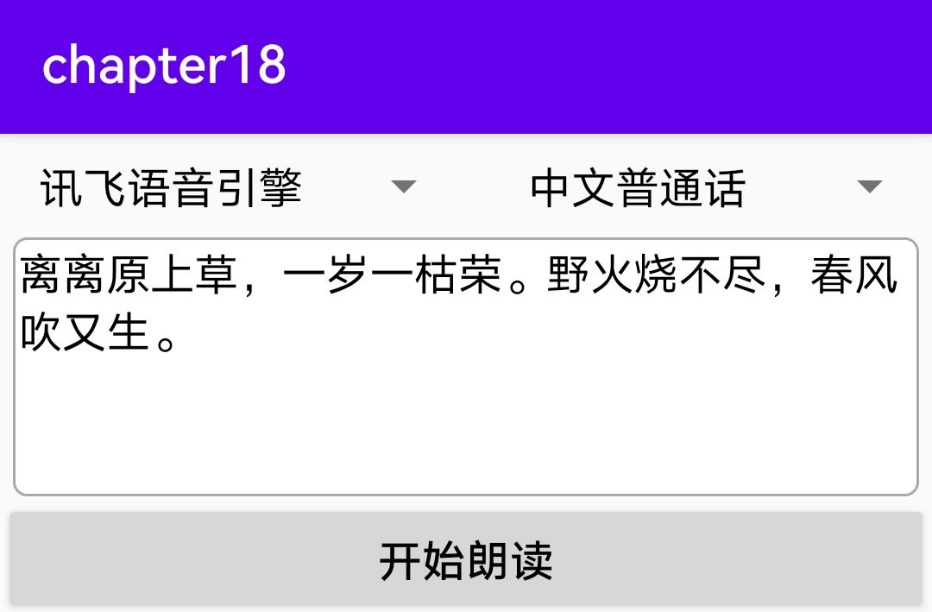 chapter18
讯飞语音引擎 中文普通话
离离原上草，一岁一枯荣。野火烧不尽，春风
吹又生。
开始朗读